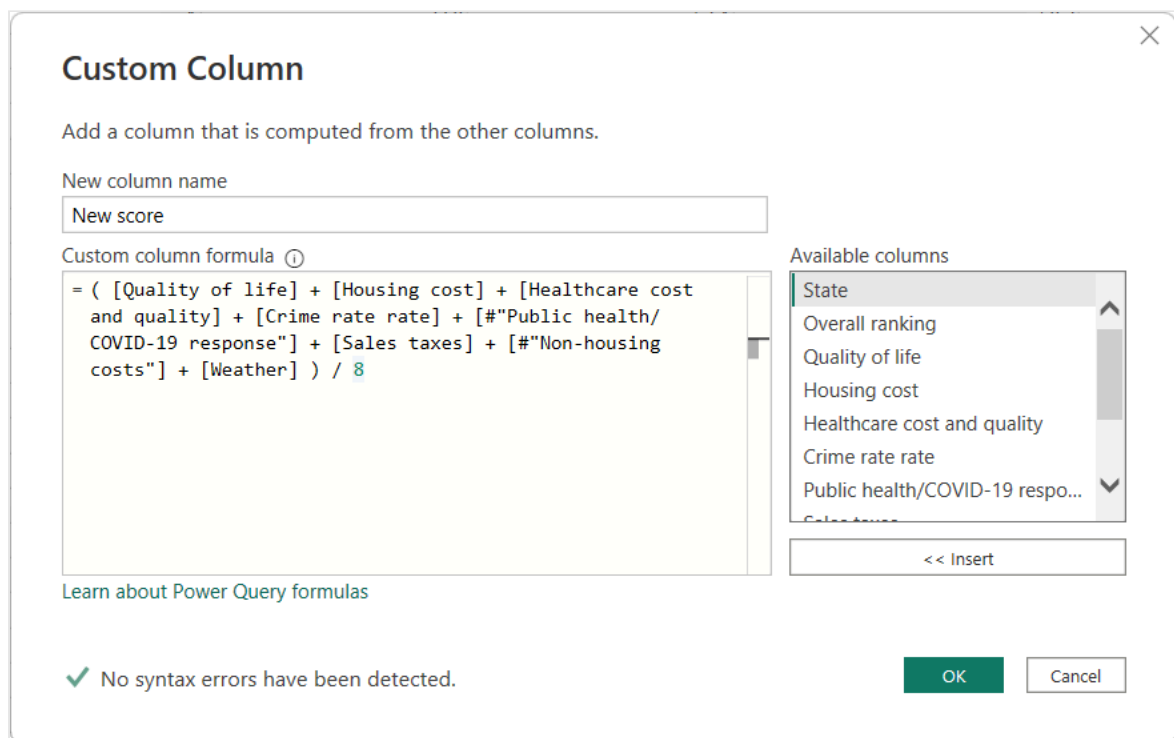 Custom Column
Add a column that is computed from the other columns.
New column name
New score
Custom column formula
= ( [Quality of life] + [Housing cost] + [Healthcare cost
and quality] + [Crime rate rate] + [#"Public health/
COVID-19 response"] + [Sales taxes] + [#"Non-housing
costs"] + [Weather] ) / 8
Available columns
State
Overall ranking
Quality of life
Housing cost
Healthcare cost and quality
Crime rate rate
Public health/COVID-19 respo...
Sales taxes
<< Insert
Learn about Power Query formulas
No syntax errors have been detected.
OK
Cancel